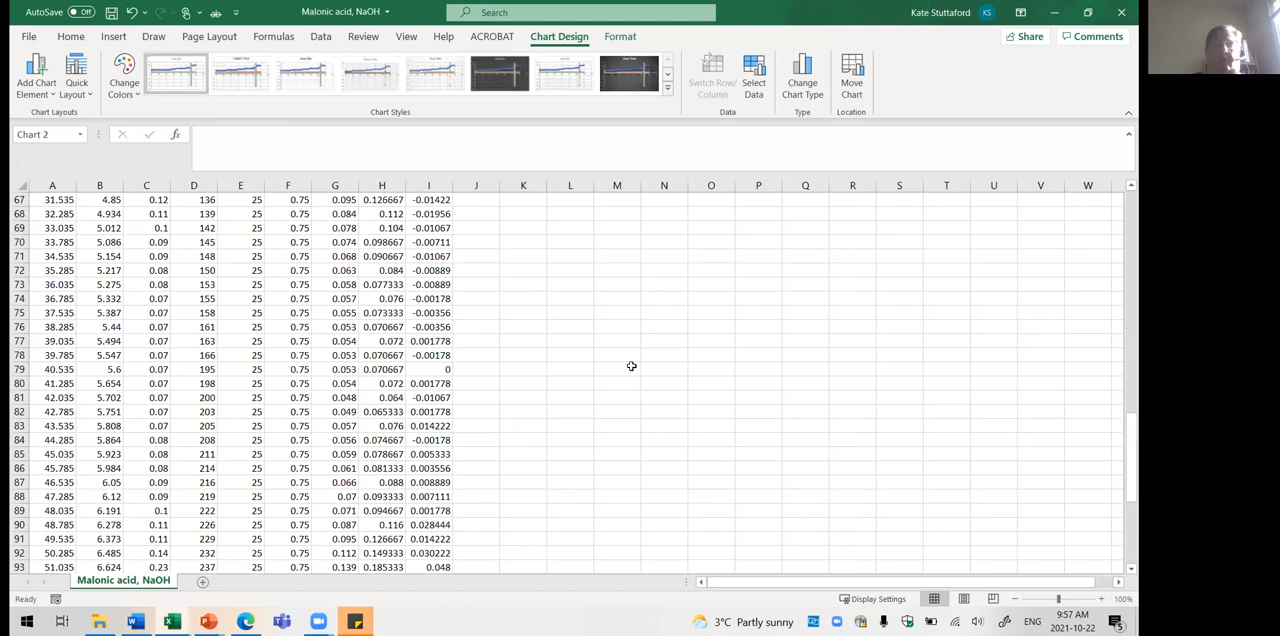 AutoSave Off Malonic acid, NaOH Search Kate Stuttaford KS
File Home Insert Draw Page Layout Formulas Data Review View Help ACROBAT Chart Design Format Share Comments
Add Chart Element Quick Layout Change Colors Switch Row/ Column Select Data Change Chart Type Move Chart
Chart Layouts Chart Styles Data Type Location
Chart 2 fx
A B C D E F G H I J K L M N O P Q R S T U V W
67 31.535 4.85 0.12 136 25 0.75 0.095 0.126667 -0.01422
68 32.285 4.934 0.11 139 25 0.75 0.084 0.112 -0.01956
69 33.035 5.012 0.1 142 25 0.75 0.078 0.104 -0.01067
70 33.785 5.086 0.09 145 25 0.75 0.074 0.098667 -0.00711
71 34.535 5.154 0.09 148 25 0.75 0.068 0.090667 -0.01067
72 35.285 5.217 0.08 150 25 0.75 0.063 0.084 -0.00889
73 36.035 5.275 0.08 153 25 0.75 0.058 0.077333 -0.00889
74 36.785 5.332 0.07 155 25 0.75 0.057 0.076 -0.00178
75 37.535 5.387 0.07 158 25 0.75 0.055 0.073333 -0.00356
76 38.285 5.44 0.07 161 25 0.75 0.053 0.070667 -0.00356
77 39.035 5.494 0.07 163 25 0.75 0.054 0.072 0.001778
78 39.785 5.547 0.07 166 25 0.75 0.053 0.070667 -0.00178
79 40.535 5.6 0.07 195 25 0.75 0.053 0.070667 0
80 41.285 5.654 0.07 198 25 0.75 0.054 0.072 0.001778
81 42.035 5.702 0.07 200 25 0.75 0.048 0.064 -0.01067
82 42.785 5.751 0.07 203 25 0.75 0.049 0.065333 0.001778
83 43.535 5.808 0.07 205 25 0.75 0.057 0.076 0.014222
84 44.285 5.864 0.08 208 25 0.75 0.056 0.074667 -0.00178
85 45.035 5.923 0.08 211 25 0.75 0.059 0.078667 0.005333
86 45.785 5.984 0.08 214 25 0.75 0.061 0.081333 0.003556
87 46.535 6.05 0.09 216 25 0.75 0.066 0.088 0.008889
88 47.285 6.12 0.09 219 25 0.75 0.07 0.093333 0.007111
89 48.035 6.191 0.1 222 25 0.75 0.071 0.094667 0.001778
90 48.785 6.278 0.11 226 25 0.75 0.087 0.116 0.028444
91 49.535 6.373 0.11 229 25 0.75 0.095 0.126667 0.014222
92 50.285 6.485 0.14 232 25 0.75 0.112 0.149333 0.030222
93 51.035 6.624 0.23 237 25 0.75 0.139 0.185333 0.048
Malonic acid, NaOH
Ready Display Settings 100%
3°C Partly sunny ENG 9:57 AM
2021-10-22 5